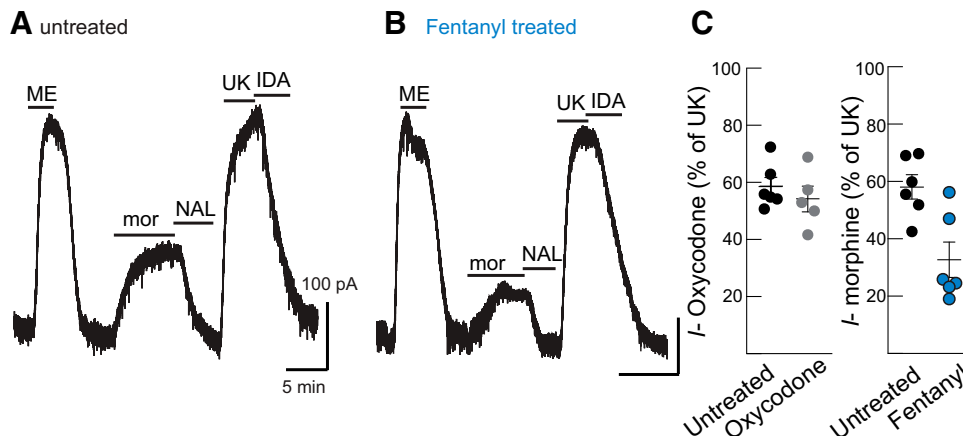 A untreated
ME
mor
NAL
UK IDA
100 pA
5 min
B Fentanyl treated
ME
mor
NAL
UK IDA
C
I- Oxycodone (% of UK)
100
80
60
40
20
Untreated
Oxycodone
I- morphine (% of UK)
100
80
60
40
20
Untreated
Fentanyl